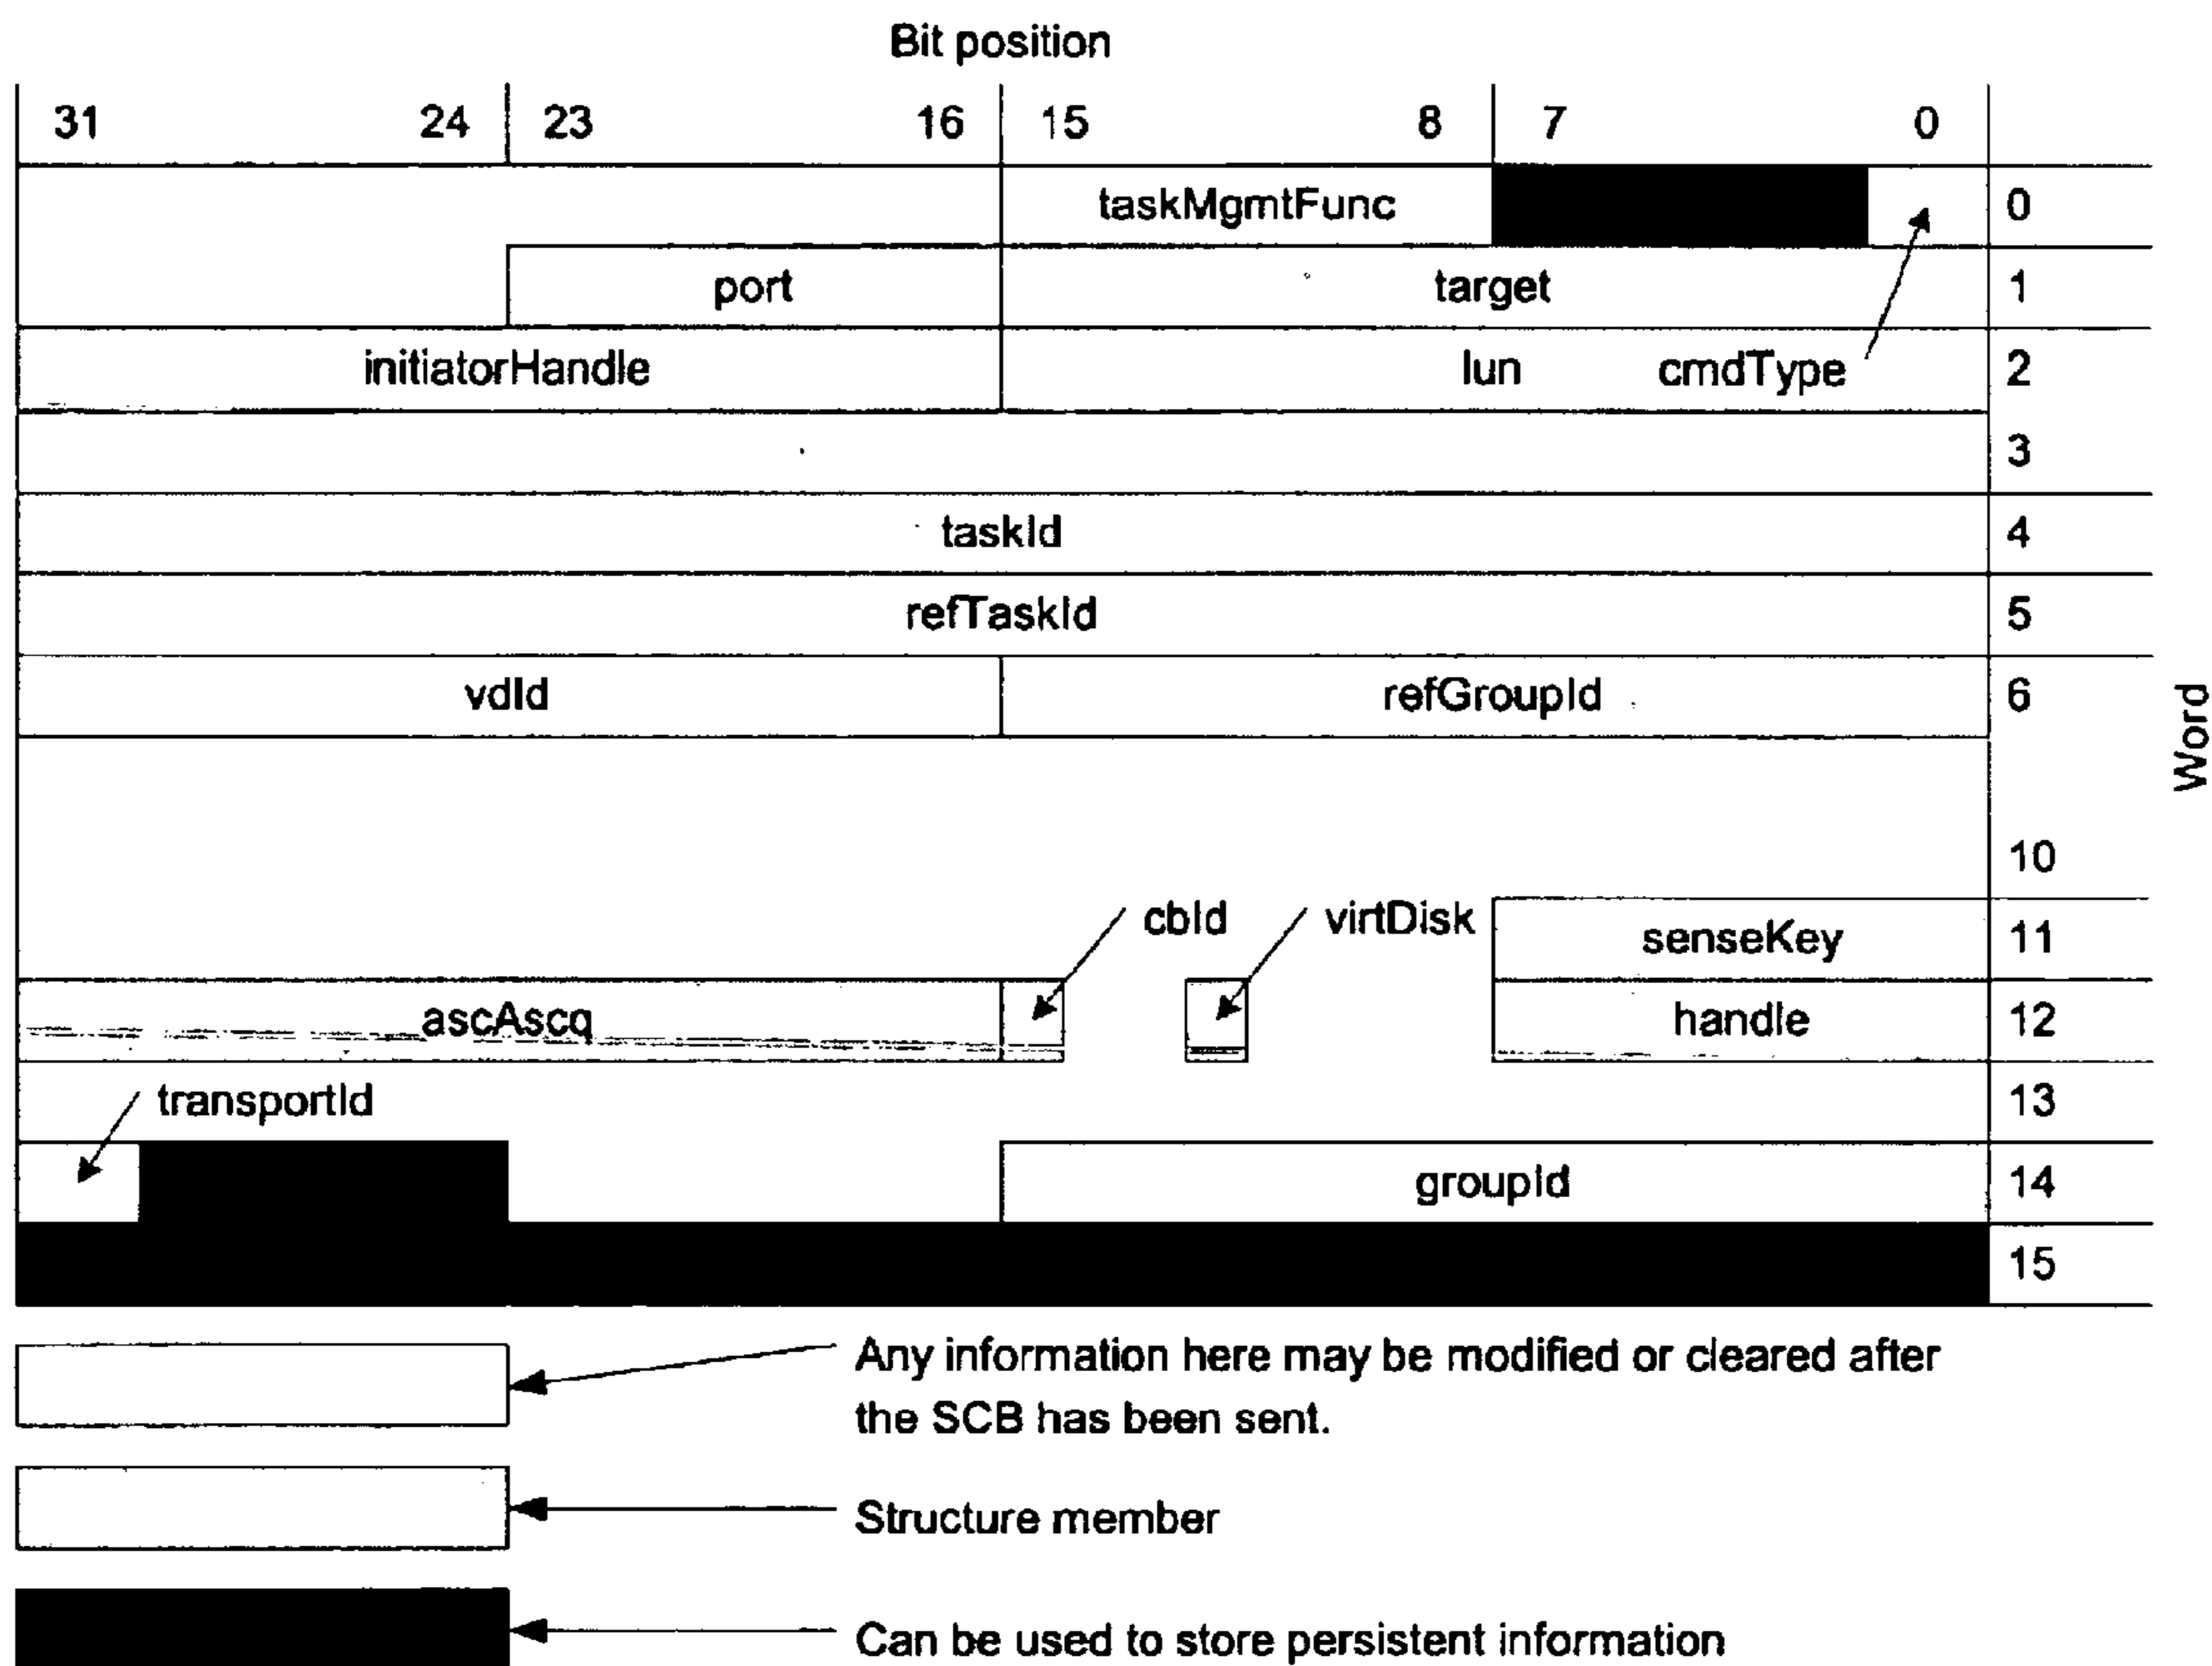 Bit position
31 24 23 16 15 8 7 0
taskMgmtFunc 0
port target 1
initiatorHandle lun cmdType 2
3
taskId 4
refTaskId 5
vdId refGroupId 6
Word
10
cbId virtDisk
senseKey 11
ascAscq handle 12
transportId 13
groupId 14
15
Any information here may be modified or cleared after
the SCB has been sent.
Structure member
Can be used to store persistent information